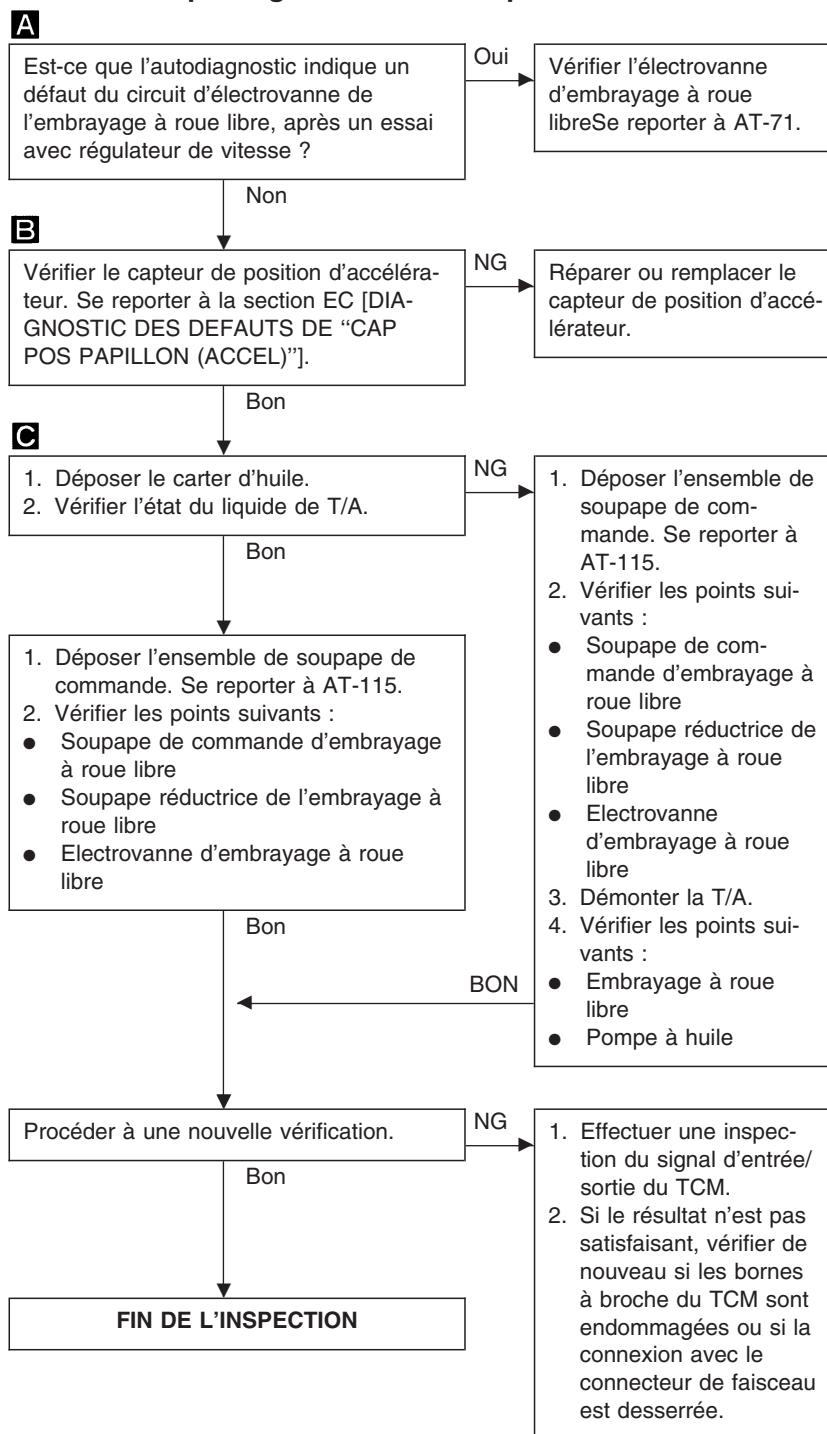 A
Est-ce que l'autodiagnostic indique un
défaut du circuit d'électrovanne de
l'embrayage à roue libre, après un essai
avec régulateur de vitesse ?
Oui
Vérifier l'électrovanne
d'embrayage à roue
libreSe reporter à AT-71.
Non
B
Vérifier le capteur de position d'accéléra-
teur. Se reporter à la section EC [DIA-
GNOSTIC DES DEFAUTS DE “CAP
POS PAPILLON (ACCEL)”].
NG
Réparer ou remplacer le
capteur de position d'accé-
lérateur.
Bon
C
1. Déposer le carter d'huile.
2. Vérifier l'état du liquide de T/A.
NG
1. Déposer l'ensemble de
soupape de com-
mande. Se reporter à
AT-115.
2. Vérifier les points sui-
vants :
● Soupape de com-
mande d'embrayage à
roue libre
● Soupape réductrice de
l'embrayage à roue
libre
● Electrovanne
d'embrayage à roue
libre
3. Démonter la T/A.
4. Vérifier les points sui-
vants :
● Embrayage à roue
libre
● Pompe à huile
Bon
1. Déposer l'ensemble de soupape de
commande. Se reporter à AT-115.
2. Vérifier les points suivants :
● Soupape de commande d'embrayage
à roue libre
● Soupape réductrice de l'embrayage à
roue libre
● Electrovanne d'embrayage à roue
libre
Bon
BON
Procéder à une nouvelle vérification.
NG
1. Effectuer une inspec-
tion du signal d'entrée/
sortie du TCM.
2. Si le résultat n'est pas
satisfaisant, vérifier de
nouveau si les bornes
à broche du TCM sont
endommagées ou si la
connexion avec le
connecteur de faisceau
est desserrée.
Bon
FIN DE L'INSPECTION